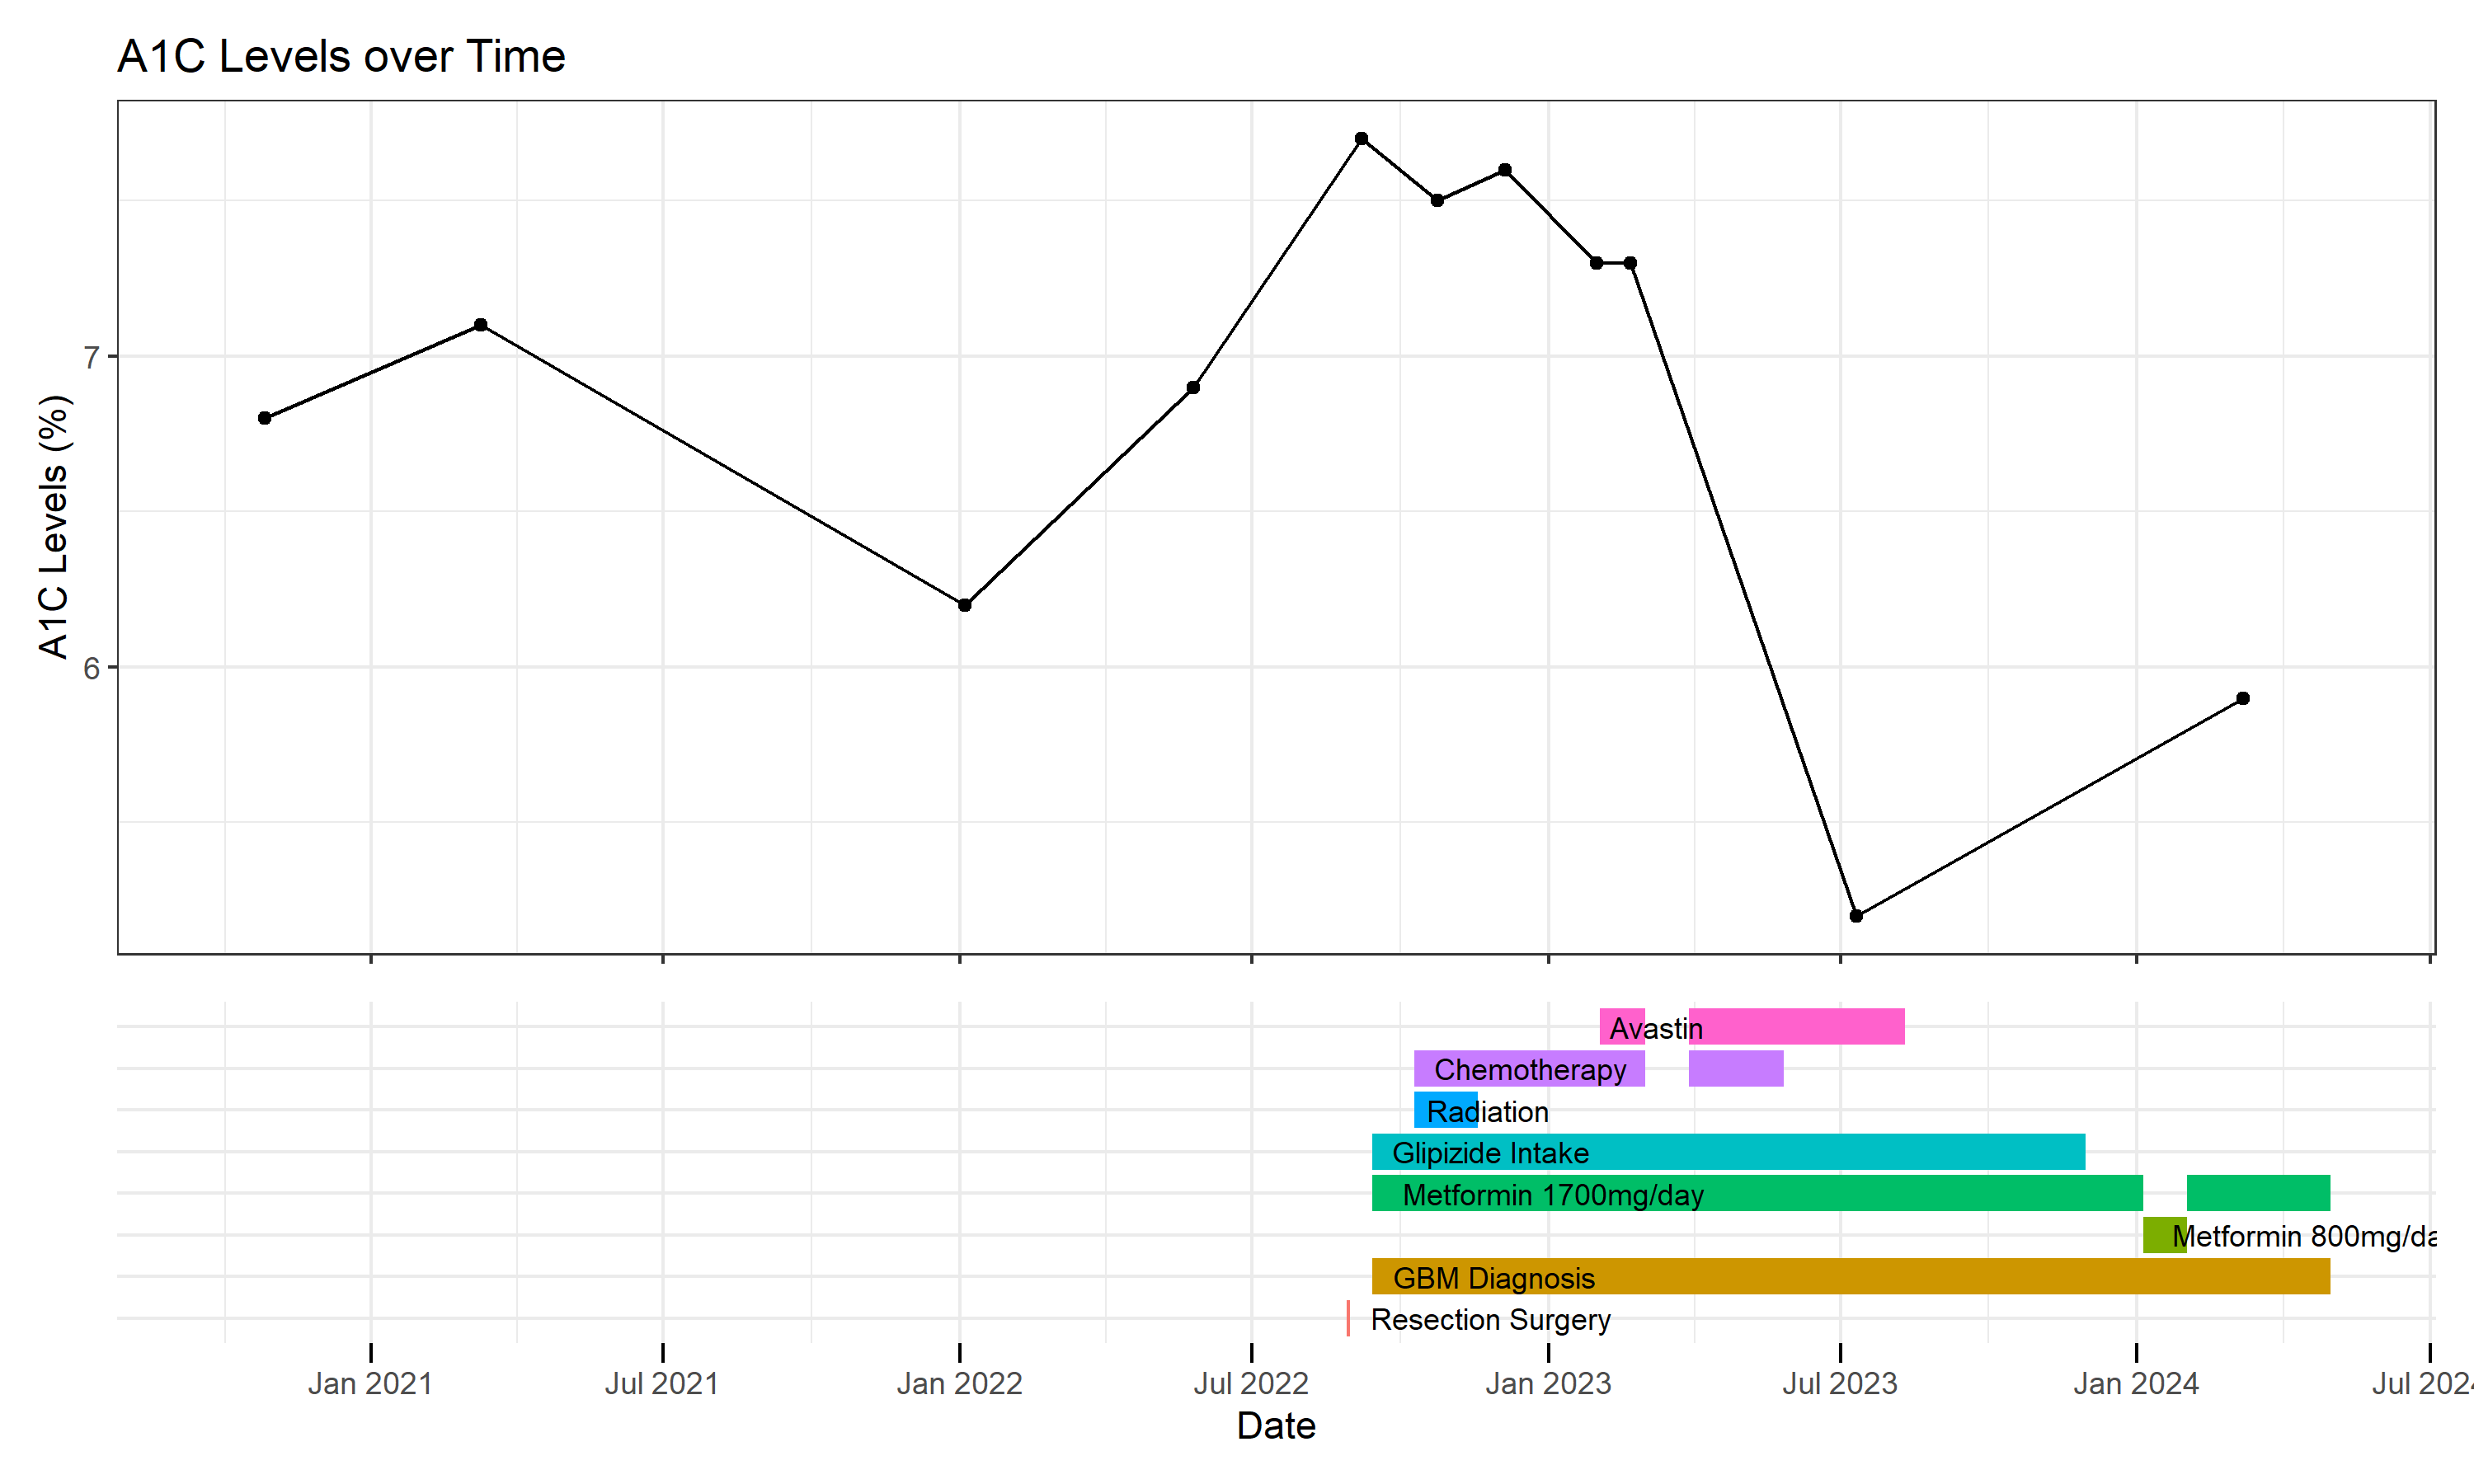 A1C Levels over Time
A1C Levels (%)
7
6
Avastin
Chemotherapy
Radiation
Glipizide Intake
Metformin 1700mg/day
Metformin 800mg/da
GBM Diagnosis
Resection Surgery
Jan 2021 Jul 2021 Jan 2022 Jul 2022 Jan 2023 Jul 2023 Jan 2024 Jul 2024
Date